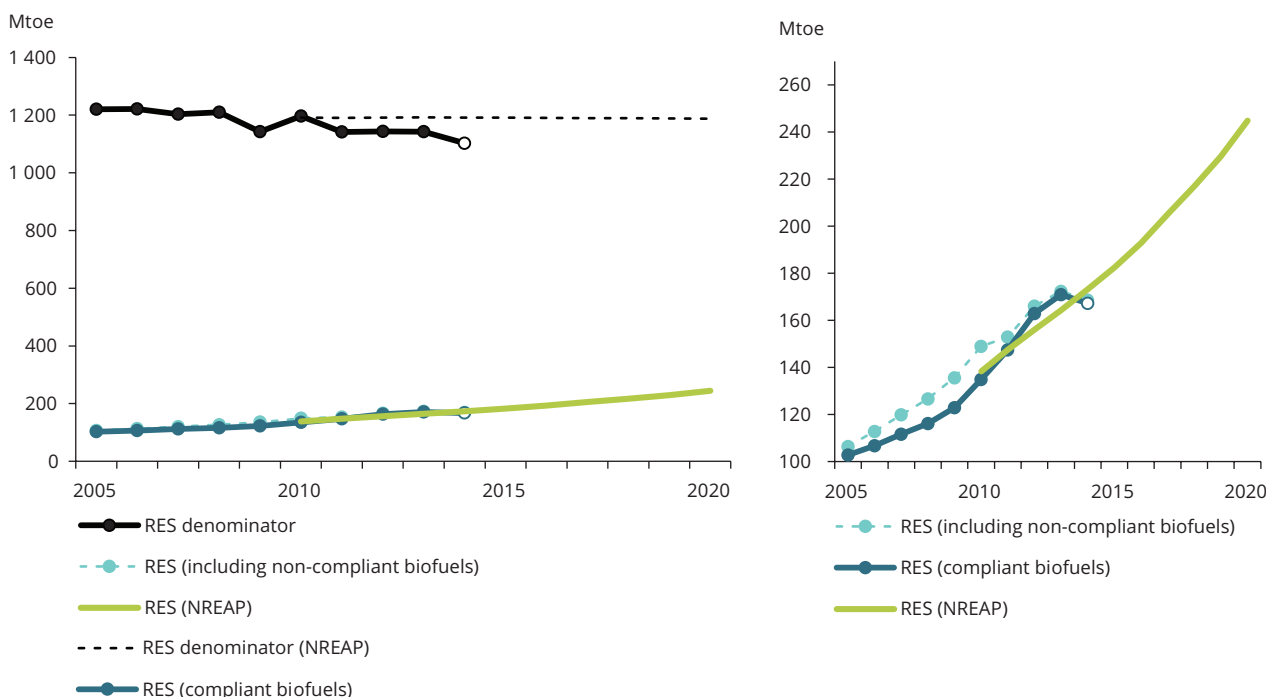 Mtoe
1 400
1 200
1 000
800
600
400
200
0
2005 2010 2015 2020
RES denominator
RES (including non-compliant biofuels)
RES (NREAP)
RES denominator (NREAP)
RES (compliant biofuels)
Mtoe
260
240
220
200
180
160
140
120
100
2005 2010 2015 2020
RES (including non-compliant biofuels)
RES (compliant biofuels)
RES (NREAP)